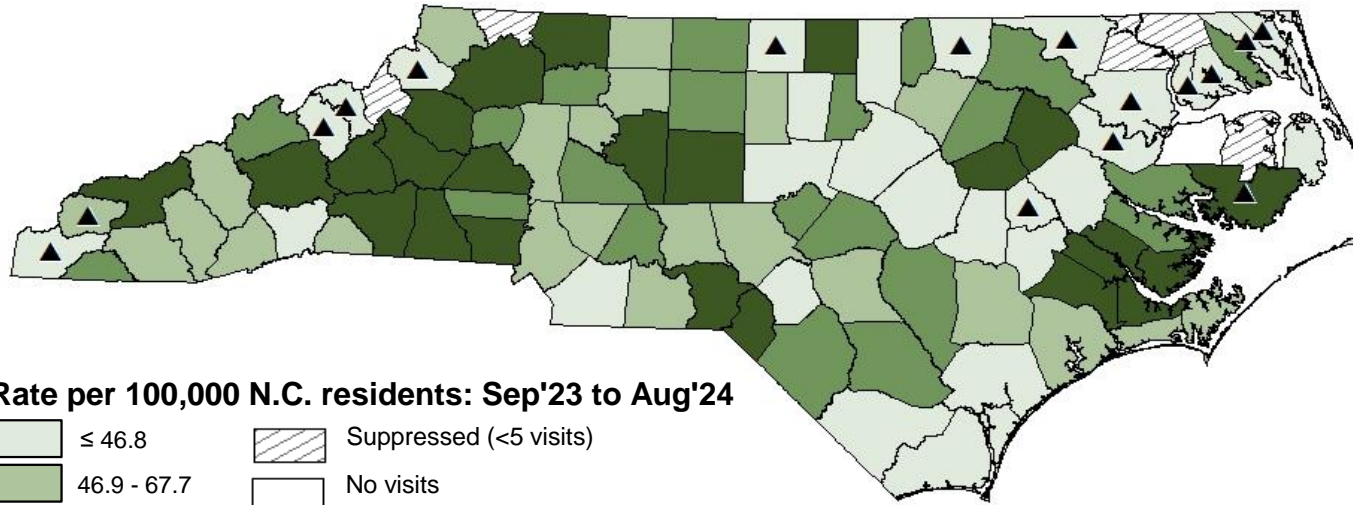 Rate per 100,000 N.C. residents: Sep'23 to Aug'24
≤ 46.8
Suppressed (<5 visits)
46.9 - 67.7
No visits